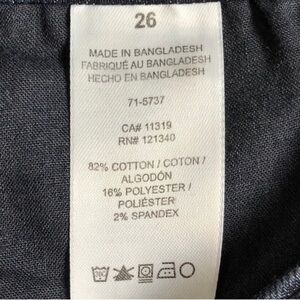 26
MADE IN BANGLADESH
FABRIQUÉ AU BANGLADESH
HECHO EN BANGLADESH
71-5737
CA# 11319
RN# 121340
82% COTTON / COTON /
ALGODÓN
16% POLYESTER /
POLIÉSTER
2% SPANDEX